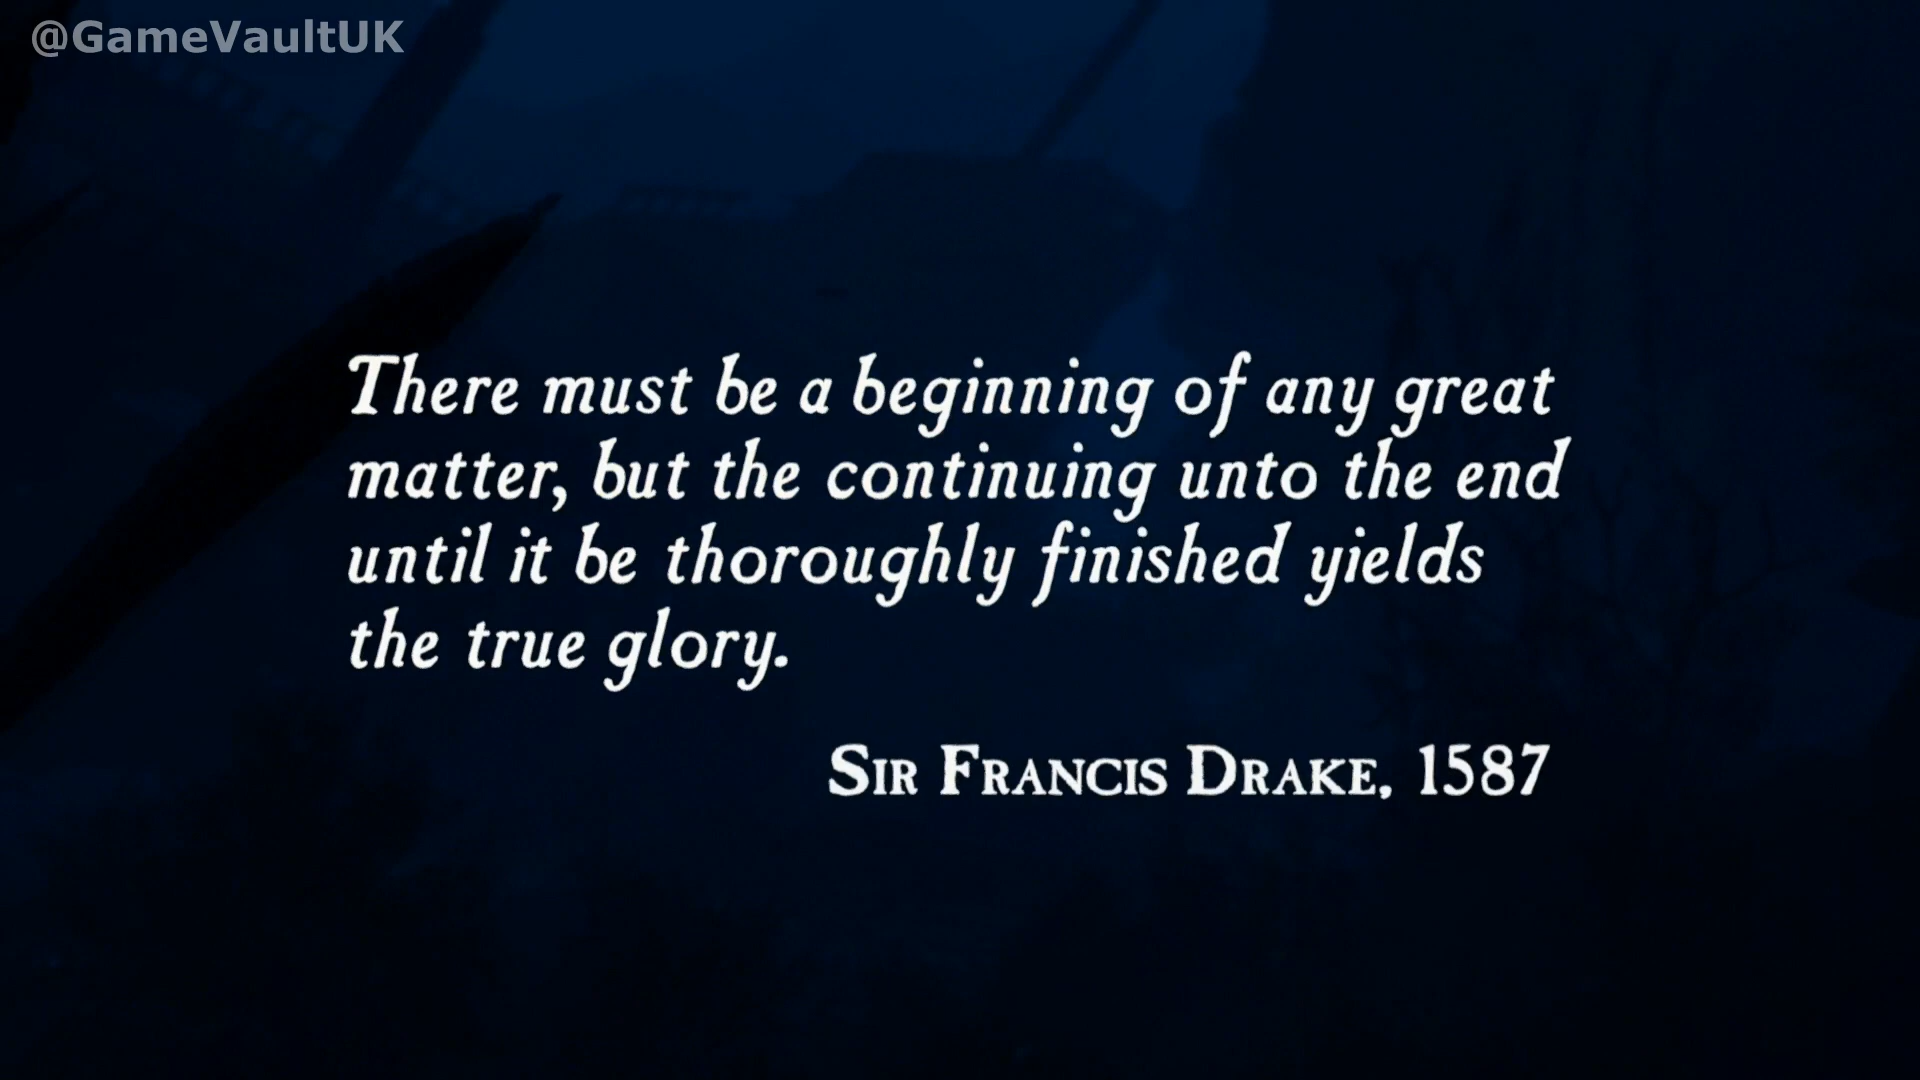 @GameVaultUK
There must be a beginning of any great
matter, but the continuing unto the end
until it be thoroughly finished yields
the true glory.
Sir Francis Drake, 1587